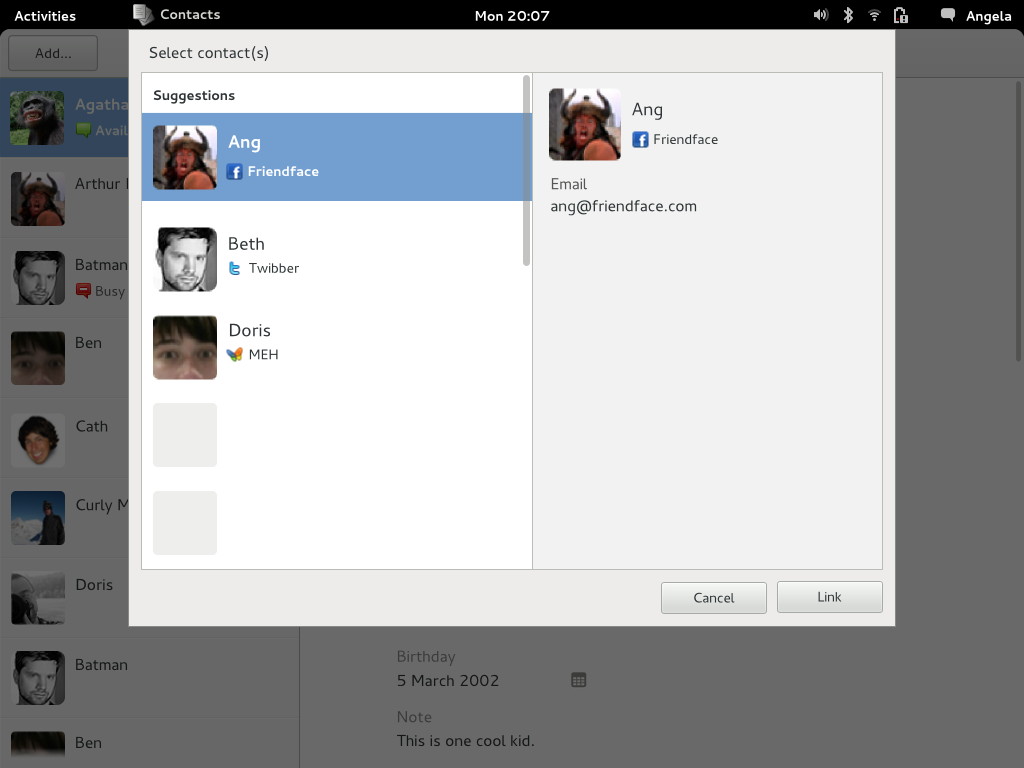 Activities
Contacts
Mon 20:07
Angela
Add...
Select contact(s)
Suggestions
Ang
Friendface
Beth
Twibber
Doris
MEH
Ang
Friendface
Email
ang@friendface.com
Cancel
Link
Agatha
Avail
Arthur
Batman
Busy
Ben
Cath
Curly M
Doris
Batman
Ben
Birthday
5 March 2002
Note
This is one cool kid.